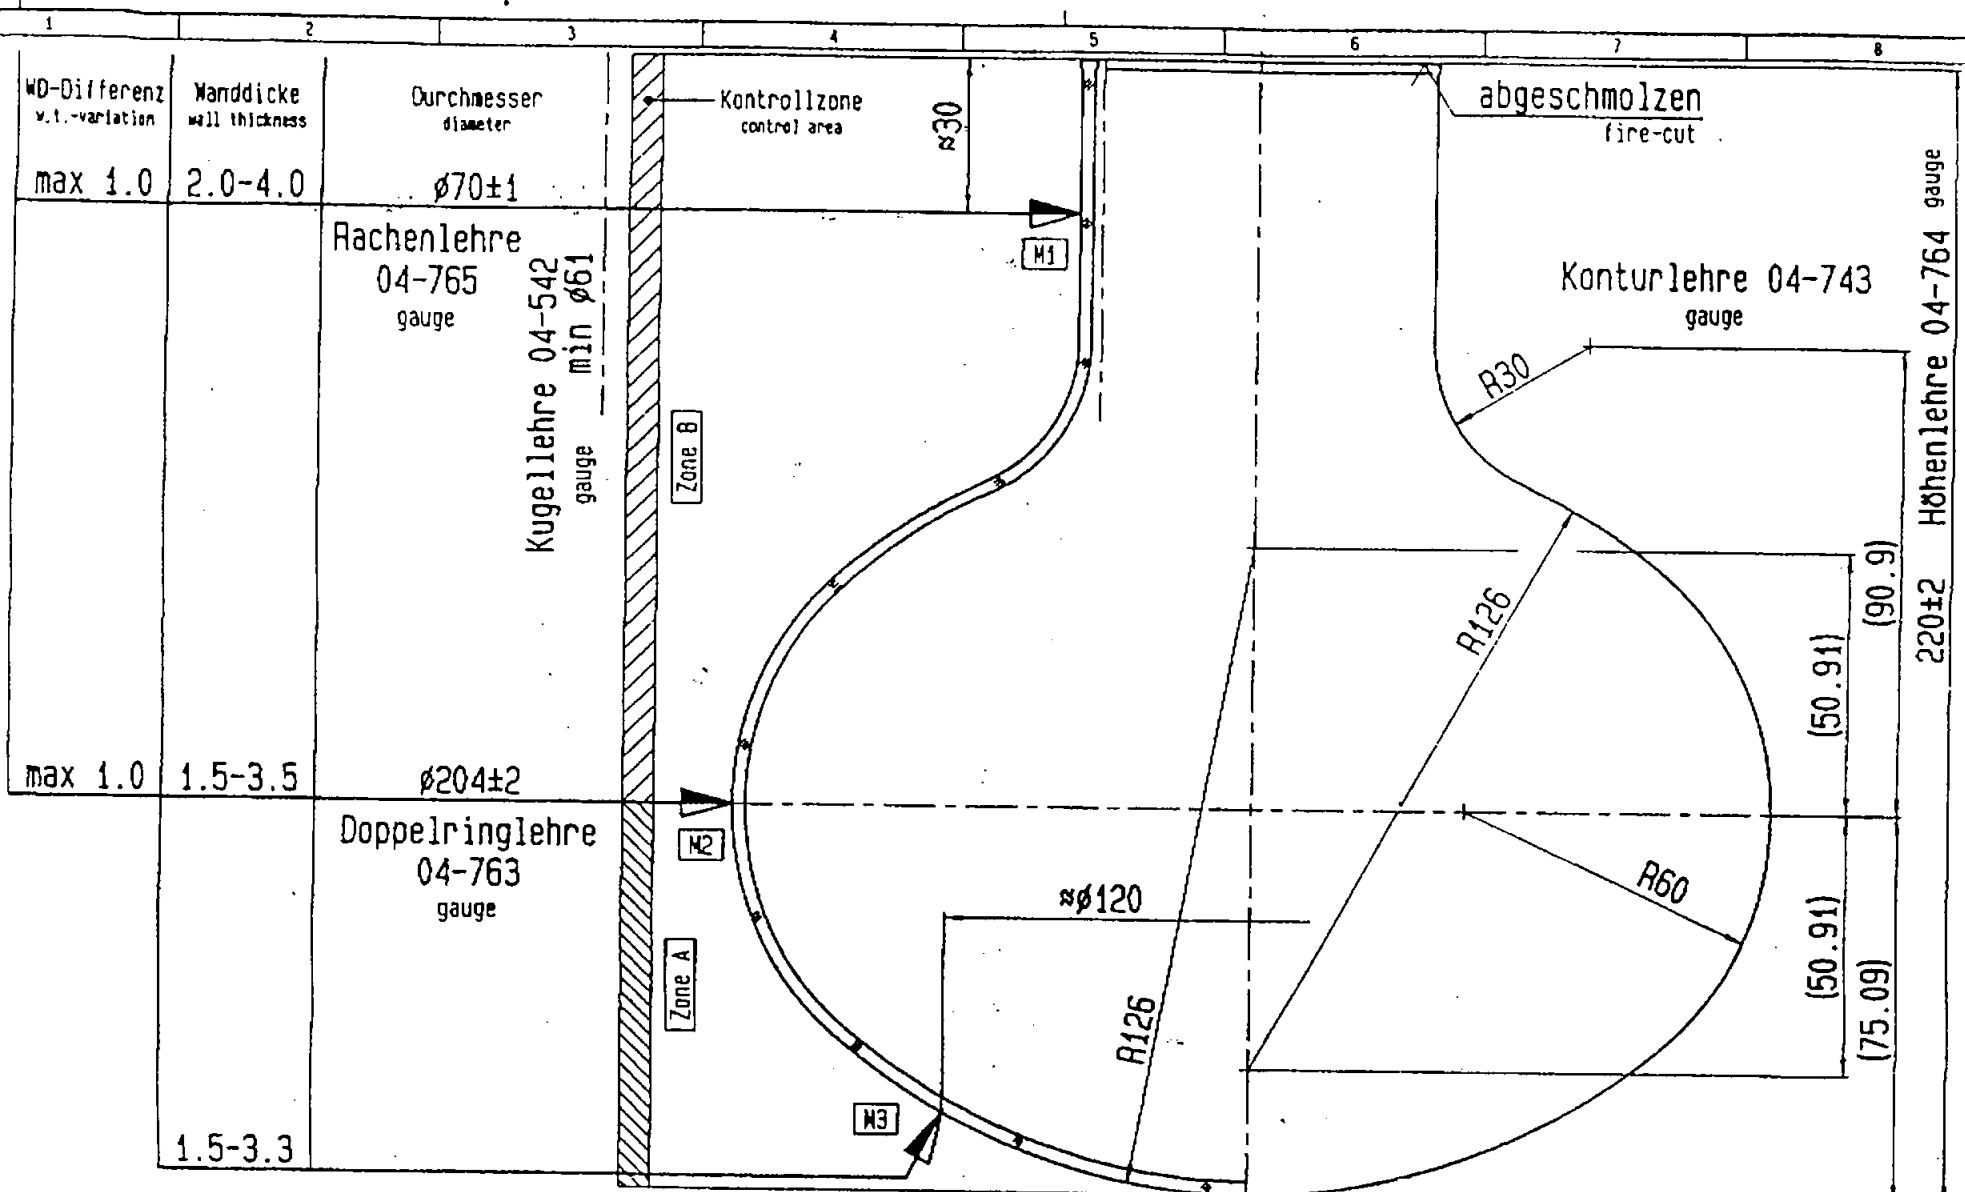 1 2 3 4 5 6 7 8
WD-Differenz
w.t.-variation
Wanddicke
wall thickness
Durchmesser
diameter
Kontrollzone
control area
≈30
abgeschmolzen
fire-cut
max 1.0
2.0-4.0
ø70±1
Rachenlehre
04-765
gauge
Kugellehre 04-542
gauge
min ø61
M1
Konturlehre 04-743
gauge
R30
Höhenlehre 04-764 gauge
220±2
Zone B
R126
(90.9)
(50.91)
max 1.0
1.5-3.5
ø204±2
Doppelringlehre
04-763
gauge
M2
≈ø120
R60
Zone A
R126
(50.91)
(75.09)
M3
1.5-3.3